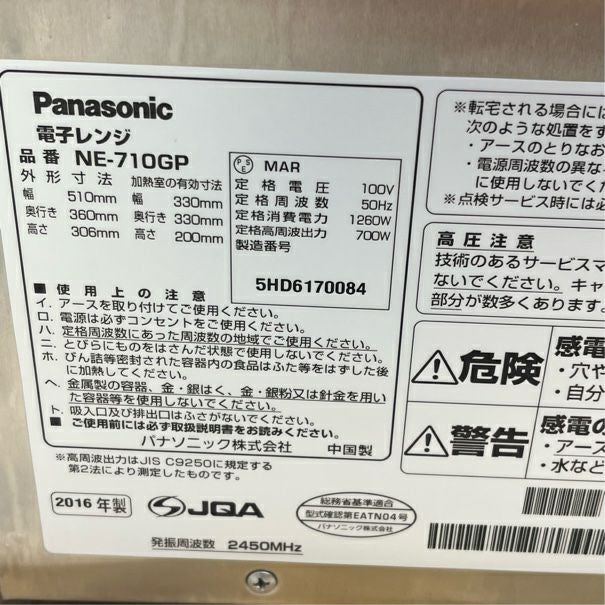 Panasonic
電子レンジ
品番 NE-710GP
外形寸法 加熱室の有効寸法
幅 510mm 幅 330mm
奥行き 360mm 奥行き 330mm
高さ 306mm 高さ 200mm
PSE MAR
定格電圧 100V
定格周波数 50Hz
定格消費電力 1260W
定格高周波出力 700W
製造番号
5HD6170084
■使用上の注意
イ. アースを取り付けてご使用ください。
ロ. 電源は必ずコンセントをご使用ください。
ハ. 定格周波数にあった周波数の地域でご使用ください。
ニ. とびらにものをはさんだ状態で使用しないでください。
ホ. びん詰等密封された容器内の食品はふた等をはずした後
に加熱してください。
ヘ. 金属製の容器、金・銀はく、金・銀粉又は針金を用い
た容器等を使用しないでください。
ト. 吸入口及び排出口はふさがないでください。
■ご使用前には必ず取扱説明書をお読みください。
パナソニック株式会社 中国製
※高周波出力はJIS C9250に規定する
第2法により測定したものです。
2016年製
JQA
総務省基準適合
型式確認第EATN04号
パナソニック株式会社
発振周波数 2450MHz
※転宅される場合には
次のような処置をす
・アースのとりなお
・電源周波数の異な
に使用しないでくだ
※点検サービス時には必
高圧注意
技術のあるサービスマ
ないでください。キャ
部分が数多くあります
危険
感電
・穴や
・自分
警告
感電の
・アース
・水など